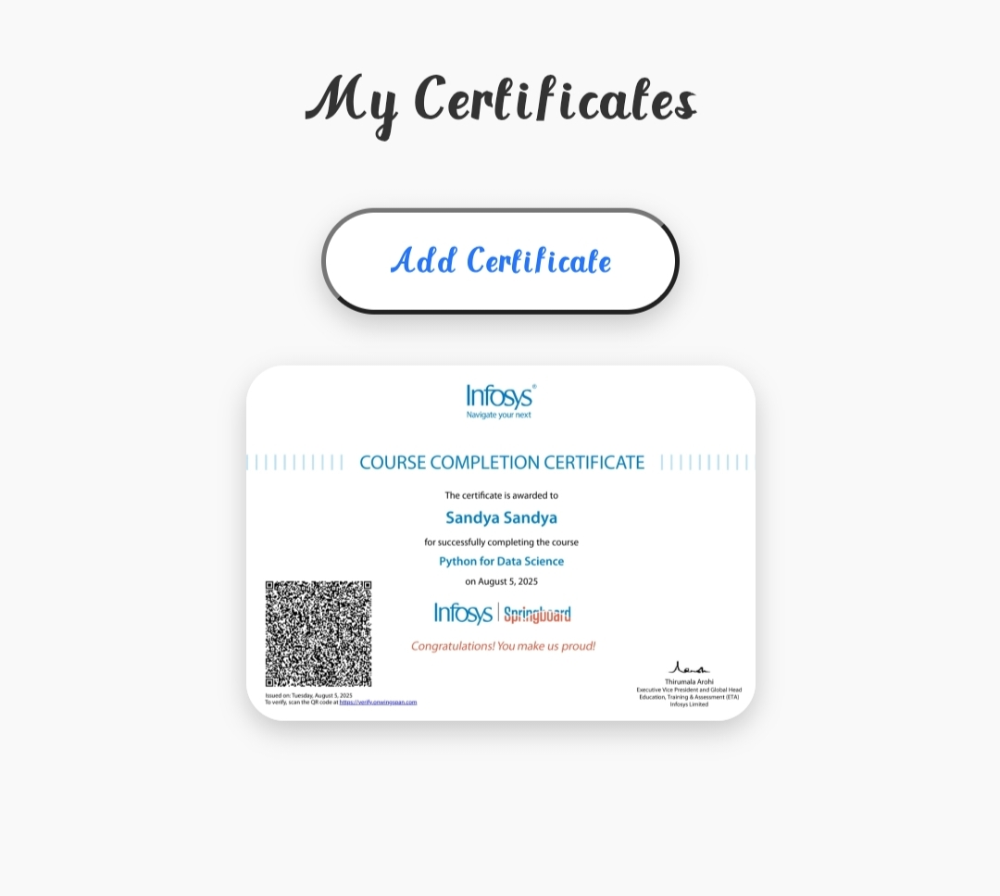 My Certificates
Add Certificate
Infosys®
Navigate your next
COURSE COMPLETION CERTIFICATE
The certificate is awarded to
Sandya Sandya
for successfully completing the course
Python for Data Science
on August 5, 2025
Infosys | Springboard
Congratulations! You make us proud!
Issued on: Tuesday, August 5, 2025
To verify, scan the QR code at https://verify.onwingspan.com
Thirumala Arohi
Executive Vice President and Global Head
Education, Training & Assessment (ETA)
Infosys Limited